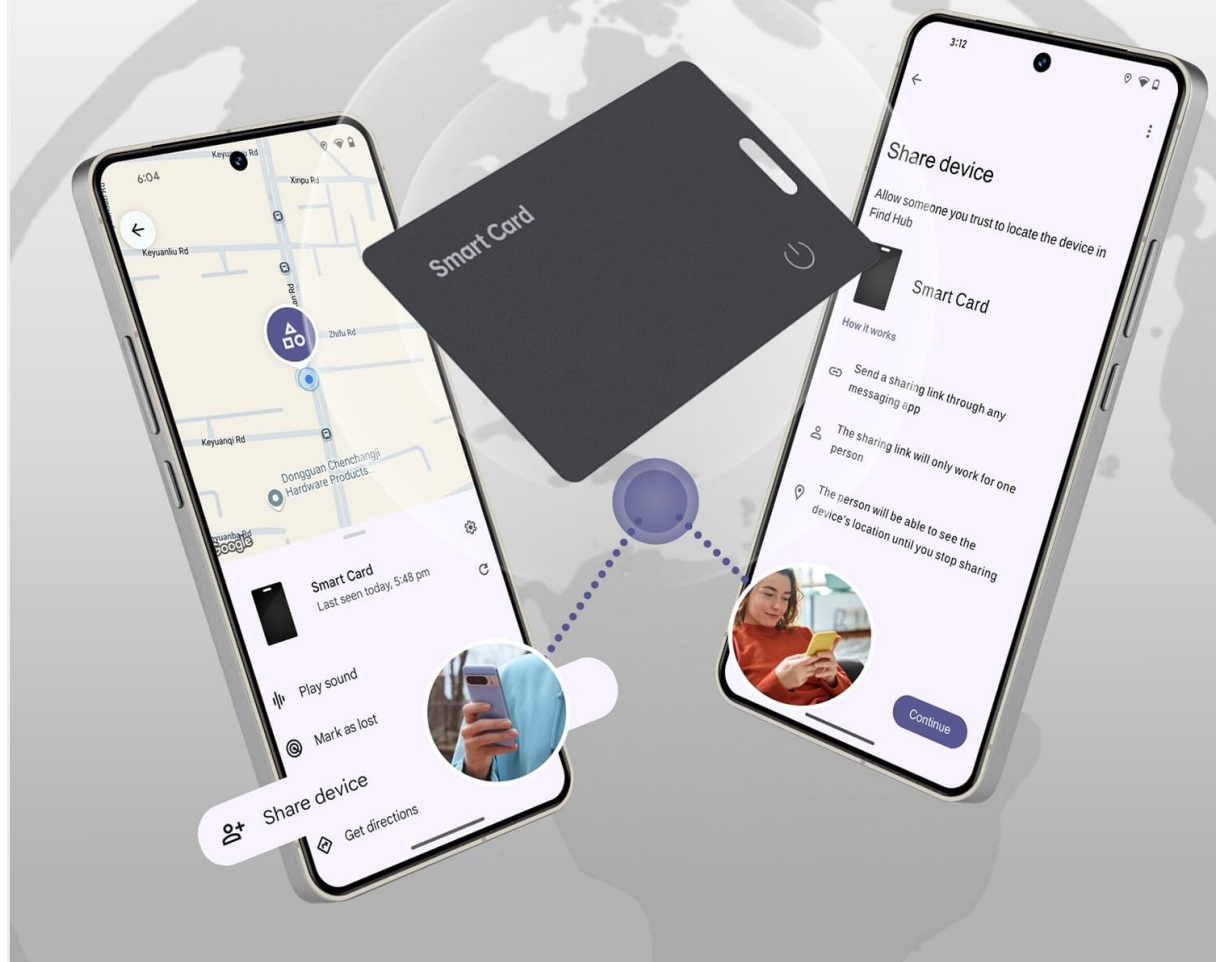 6:04
Keyuanliu Rd
Xinpu Rd
Zhifu Rd
Keyuanqi Rd
Dongguan Chenchangji
Hardware Products
Google
Smart Card
Last seen today, 5:48 pm
Play sound
Mark as lost
Share device
Get directions
Smart Card
3:12
Share device
Allow someone you trust to locate the device in
Find Hub
Smart Card
How it works
Send a sharing link through any
messaging app
The sharing link will only work for one
person
The person will be able to see the
device's location until you stop sharing
Continue